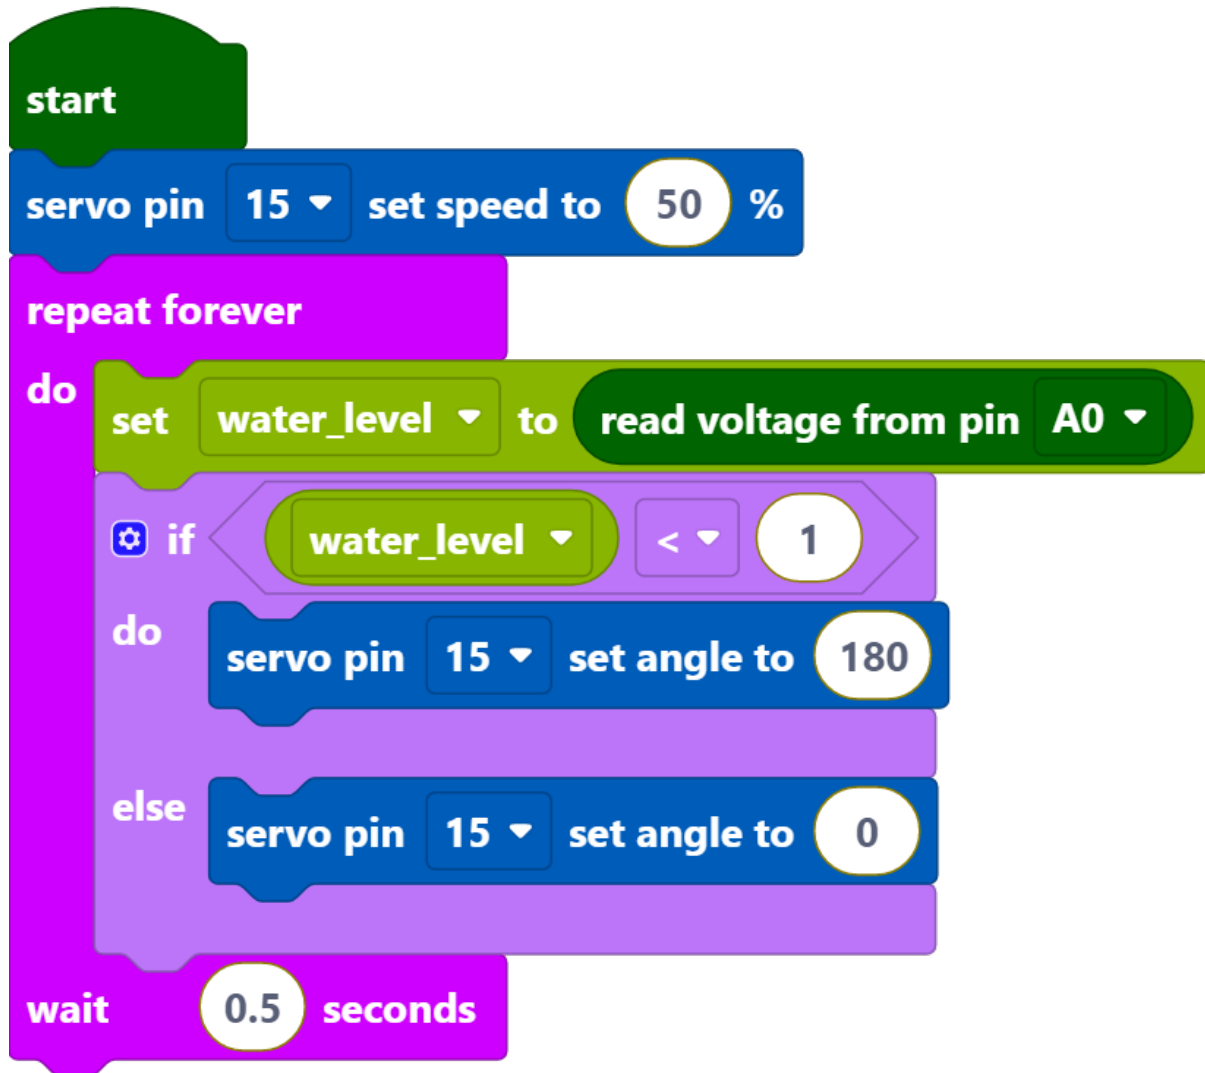 start
servo pin 15 set speed to 50 %
repeat forever
do
set water_level to read voltage from pin A0
if water_level < 1
do
servo pin 15 set angle to 180
else
servo pin 15 set angle to 0
wait 0.5 seconds